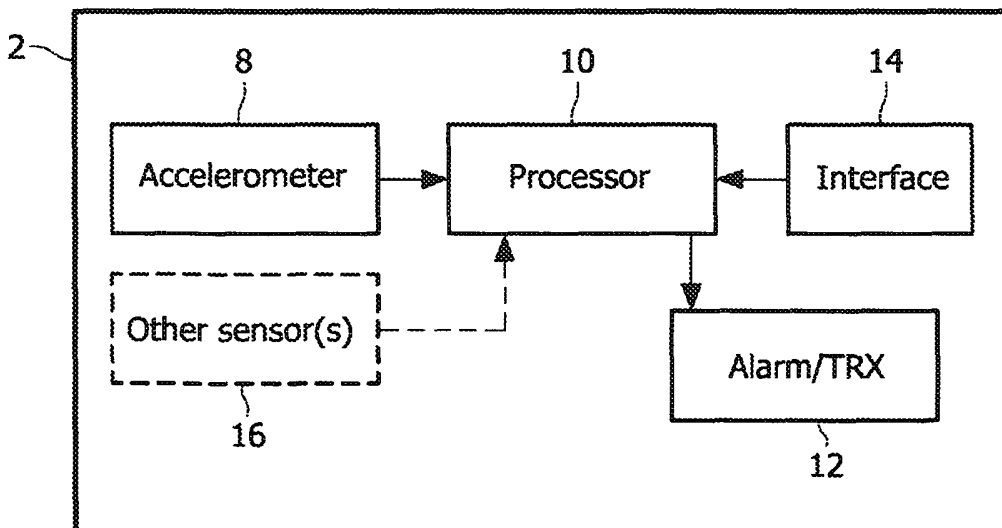 2
8
10
14
Accelerometer
Processor
Interface
Other sensor(s)
16
Alarm/TRX
12